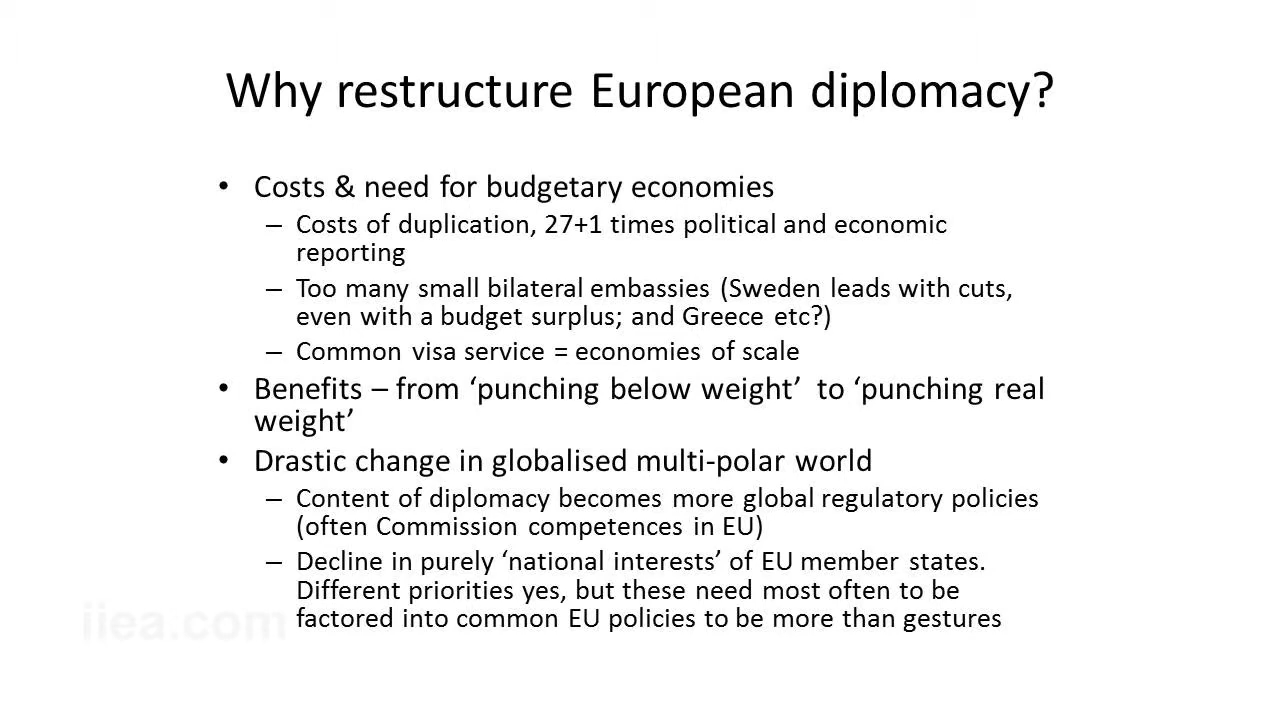 Why restructure European diplomacy?
• Costs & need for budgetary economies
– Costs of duplication, 27+1 times political and economic
reporting
– Too many small bilateral embassies (Sweden leads with cuts,
even with a budget surplus; and Greece etc?)
– Common visa service = economies of scale
• Benefits – from ‘punching below weight’ to ‘punching real
weight’
• Drastic change in globalised multi-polar world
– Content of diplomacy becomes more global regulatory policies
(often Commission competences in EU)
– Decline in purely ‘national interests’ of EU member states.
Different priorities yes, but these need most often to be
factored into common EU policies to be more than gestures
iiea.com